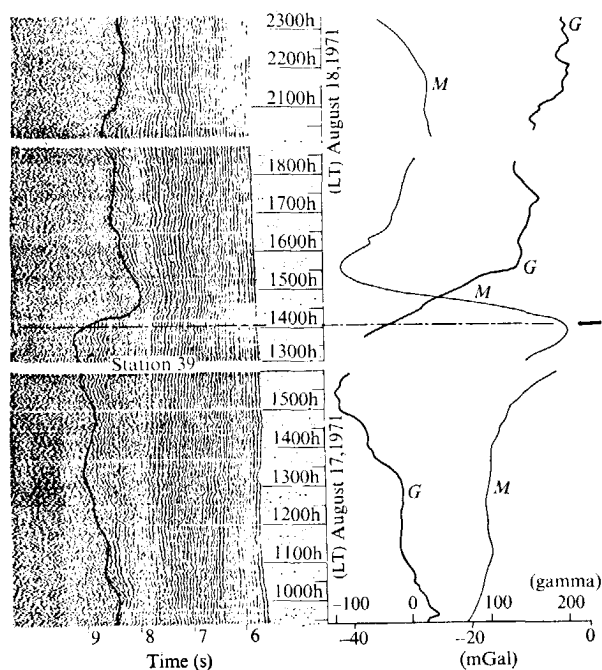 2300h
2200h
2100h
1800h
1700h
1600h
1500h
1400h
1300h
Station 39
1500h
1400h
1300h
1200h
1100h
1000h
(LT) August 18,1971
(LT) August 17,1971
G
M
G
M
G
M
-100 0 100 200
(gamma)
-40 -20 0
(mGal)
9 8 7 6
Time (s)